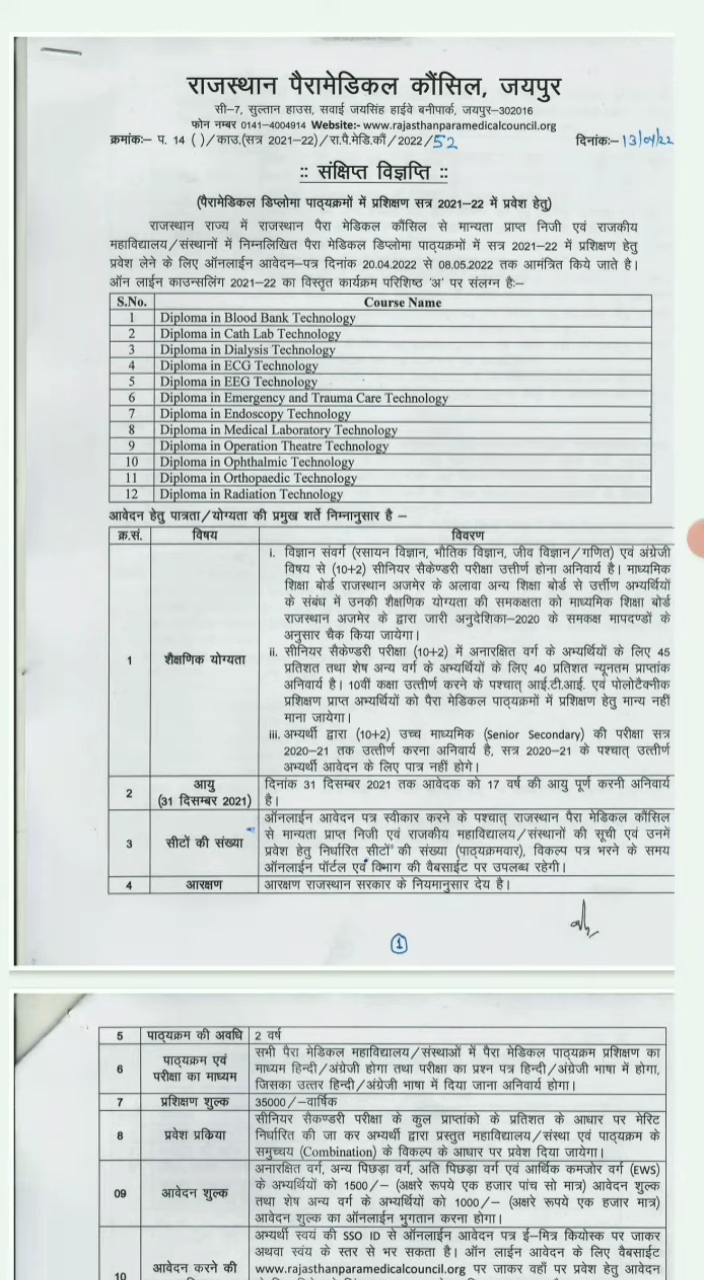 राजस्थान पैरामेडिकल कौंसिल, जयपुर
सी-7, सुल्तान हाउस, सवाई जयसिंह हाईवे बनीपार्क, जयपुर-302016
फोन नम्बर 0141-4004914 Website:- www.rajasthanparamedicalcouncil.org
क्रमांकः- प. 14 ( )/काउ.(सत्र 2021-22)/रा.पै.मेडि.कौं/2022/52 दिनांकः-13/04/22
:: संक्षिप्त विज्ञप्ति ::
(पैरामेडिकल डिप्लोमा पाठ्यक्रमों में प्रशिक्षण सत्र 2021-22 में प्रवेश हेतु)
राजस्थान राज्य में राजस्थान पैरा मेडिकल कौंसिल से मान्यता प्राप्त निजी एवं राजकीय
महाविद्यालय/संस्थानों में निम्नलिखित पैरा मेडिकल डिप्लोमा पाठ्यक्रमों में सत्र 2021-22 में प्रशिक्षण हेतु
प्रवेश लेने के लिए ऑनलाईन आवेदन-पत्र दिनांक 20.04.2022 से 08.05.2022 तक आमंत्रित किये जाते है।
ऑन लाईन काउन्सलिंग 2021-22 का विस्तृत कार्यक्रम परिशिष्ठ 'अ' पर संलग्न हैः-
S.No. Course Name
1 Diploma in Blood Bank Technology
2 Diploma in Cath Lab Technology
3 Diploma in Dialysis Technology
4 Diploma in ECG Technology
5 Diploma in EEG Technology
6 Diploma in Emergency and Trauma Care Technology
7 Diploma in Endoscopy Technology
8 Diploma in Medical Laboratory Technology
9 Diploma in Operation Theatre Technology
10 Diploma in Ophthalmic Technology
11 Diploma in Orthopaedic Technology
12 Diploma in Radiation Technology
आवेदन हेतु पात्रता/योग्यता की प्रमुख शर्ते निम्नानुसार है –
क्र.सं. विषय विवरण
1 शैक्षणिक योग्यता
i. विज्ञान संवर्ग (रसायन विज्ञान, भौतिक विज्ञान, जीव विज्ञान/गणित) एवं अंग्रेजी
विषय से (10+2) सीनियर सैकेण्डरी परीक्षा उत्तीर्ण होना अनिवार्य है। माध्यमिक
शिक्षा बोर्ड राजस्थान अजमेर के अलावा अन्य शिक्षा बोर्ड से उर्त्तीण अभ्यर्थियों
के संबंध में उनकी शैक्षणिक योग्यता की समकक्षता को माध्यमिक शिक्षा बोर्ड
राजस्थान अजमेर के द्वारा जारी अनुदेशिका-2020 के समकक्ष मापदण्डों के
अनुसार चैक किया जायेगा।
ii. सीनियर सैकेण्डरी परीक्षा (10+2) में अनारक्षित वर्ग के अभ्यर्थियों के लिए 45
प्रतिशत तथा शेष अन्य वर्ग के अभ्यर्थियों के लिए 40 प्रतिशत न्यूनतम प्राप्तांक
अनिवार्य है। 10वीं कक्षा उत्तीर्ण करने के पश्चात् आई.टी.आई. एवं पोलोटैक्नीक
प्रशिक्षण प्राप्त अभ्यर्थियों को पैरा मेडिकल पाठ्यक्रमों में प्रशिक्षण हेतु मान्य नहीं
माना जायेगा।
iii. अभ्यर्थी द्वारा (10+2) उच्च माध्यमिक (Senior Secondary) की परीक्षा सत्र
2020-21 तक उत्तीर्ण करना अनिवार्य है, सत्र 2020-21 के पश्चात् उत्तीर्ण
अभ्यर्थी आवेदन के लिए पात्र नहीं होगे।
2 आयु (31 दिसम्बर 2021)
दिनांक 31 दिसम्बर 2021 तक आवेदक को 17 वर्ष की आयु पूर्ण करनी अनिवार्य
है।
3 सीटों की संख्या
ऑनलाईन आवेदन पत्र स्वीकार करने के पश्चात् राजस्थान पैरा मेडिकल कौंसिल
से मान्यता प्राप्त निजी एवं राजकीय महाविद्यालय/संस्थानों की सूची एवं उनमें
प्रवेश हेतु निर्धारित सीटों की संख्या (पाठ्यक्रमवार), विकल्प पत्र भरने के समय
ऑनलाईन पॉर्टल एवं विभाग की वैबसाईट पर उपलब्ध रहेगी।
4 आरक्षण आरक्षण राजस्थान सरकार के नियमानुसार देय है।
1
5 पाठ्यक्रम की अवधि 2 वर्ष
6 पाठ्यक्रम एवं परीक्षा का माध्यम
सभी पैरा मेडिकल महाविद्यालय/संस्थाओं में पैरा मेडिकल पाठ्यक्रम प्रशिक्षण का
माध्यम हिन्दी/अंग्रेजी होगा तथा परीक्षा का प्रश्न पत्र हिन्दी/अंग्रेजी भाषा में होगा,
जिसका उत्तर हिन्दी/अंग्रेजी भाषा में दिया जाना अनिवार्य होगा।
7 प्रशिक्षण शुल्क 35000/-वार्षिक
8 प्रवेश प्रकिया
सीनियर सैकण्डरी परीक्षा के कुल प्राप्तांको के प्रतिशत के आधार पर मेरिट
निर्धारित की जा कर अभ्यर्थी द्वारा प्रस्तुत महाविद्यालय/संस्था एवं पाठ्यक्रम के
समुच्चय (Combination) के विकल्प के आधार पर प्रवेश दिया जायेगा।
09 आवेदन शुल्क
अनारक्षित वर्ग, अन्य पिछड़ा वर्ग, अति पिछड़ा वर्ग एवं आर्थिक कमजोर वर्ग (EWS)
के अभ्यर्थियों को 1500/- (अक्षरे रूपये एक हजार पांच सो मात्र) आवेदन शुल्क
तथा शेष अन्य वर्ग के अभ्यर्थियों को 1000/- (अक्षरे रूपये एक हजार मात्र)
आवेदन शुल्क का ऑनलाईन भुगतान करना होगा।
10 आवेदन करने की
अभ्यर्थी स्वयं की SSO ID से ऑनलाईन आवेदन पत्र ई-मित्र कियोस्क पर जाकर
अथवा स्वंय के स्तर से भर सकता है। ऑन लाईन आवेदन के लिए वैबसाईट
www.rajasthanparamedicalcouncil.org पर जाकर वहाँ पर प्रवेश हेतु आवेदन